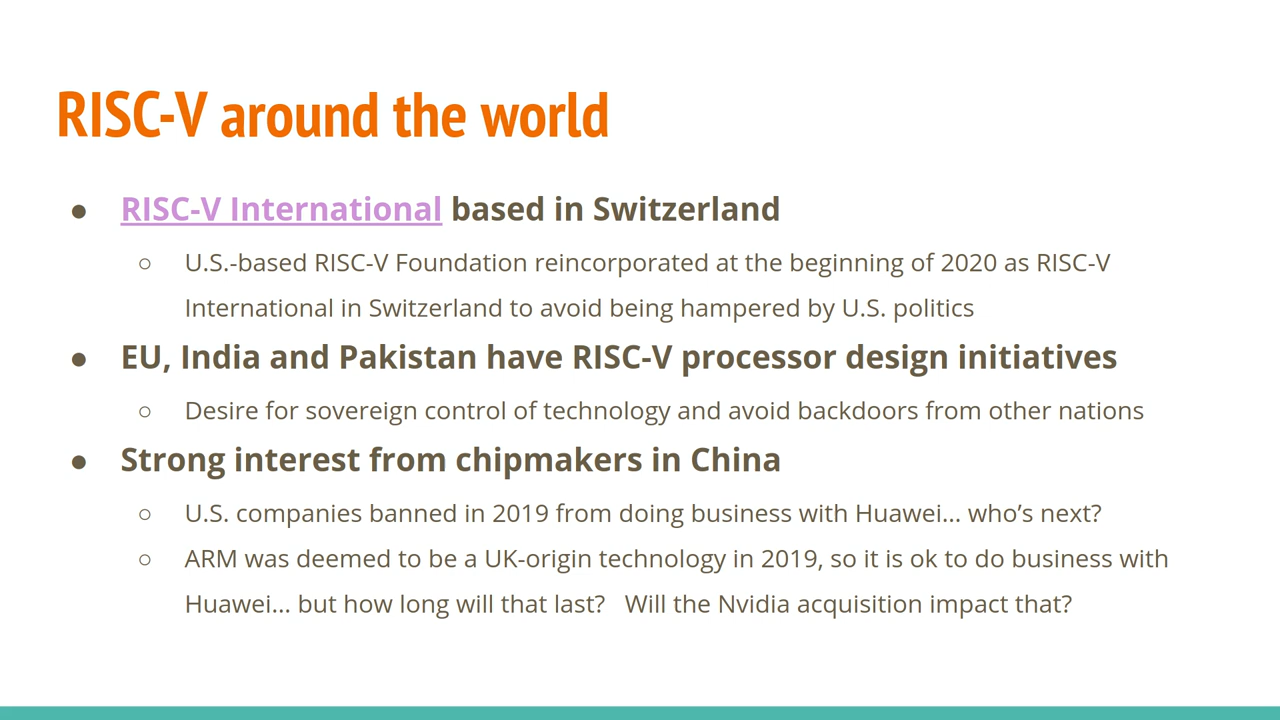 RISC-V around the world
● RISC-V International based in Switzerland
○ U.S.-based RISC-V Foundation reincorporated at the beginning of 2020 as RISC-V
International in Switzerland to avoid being hampered by U.S. politics
● EU, India and Pakistan have RISC-V processor design initiatives
○ Desire for sovereign control of technology and avoid backdoors from other nations
● Strong interest from chipmakers in China
○ U.S. companies banned in 2019 from doing business with Huawei... who’s next?
○ ARM was deemed to be a UK-origin technology in 2019, so it is ok to do business with
Huawei... but how long will that last?   Will the Nvidia acquisition impact that?